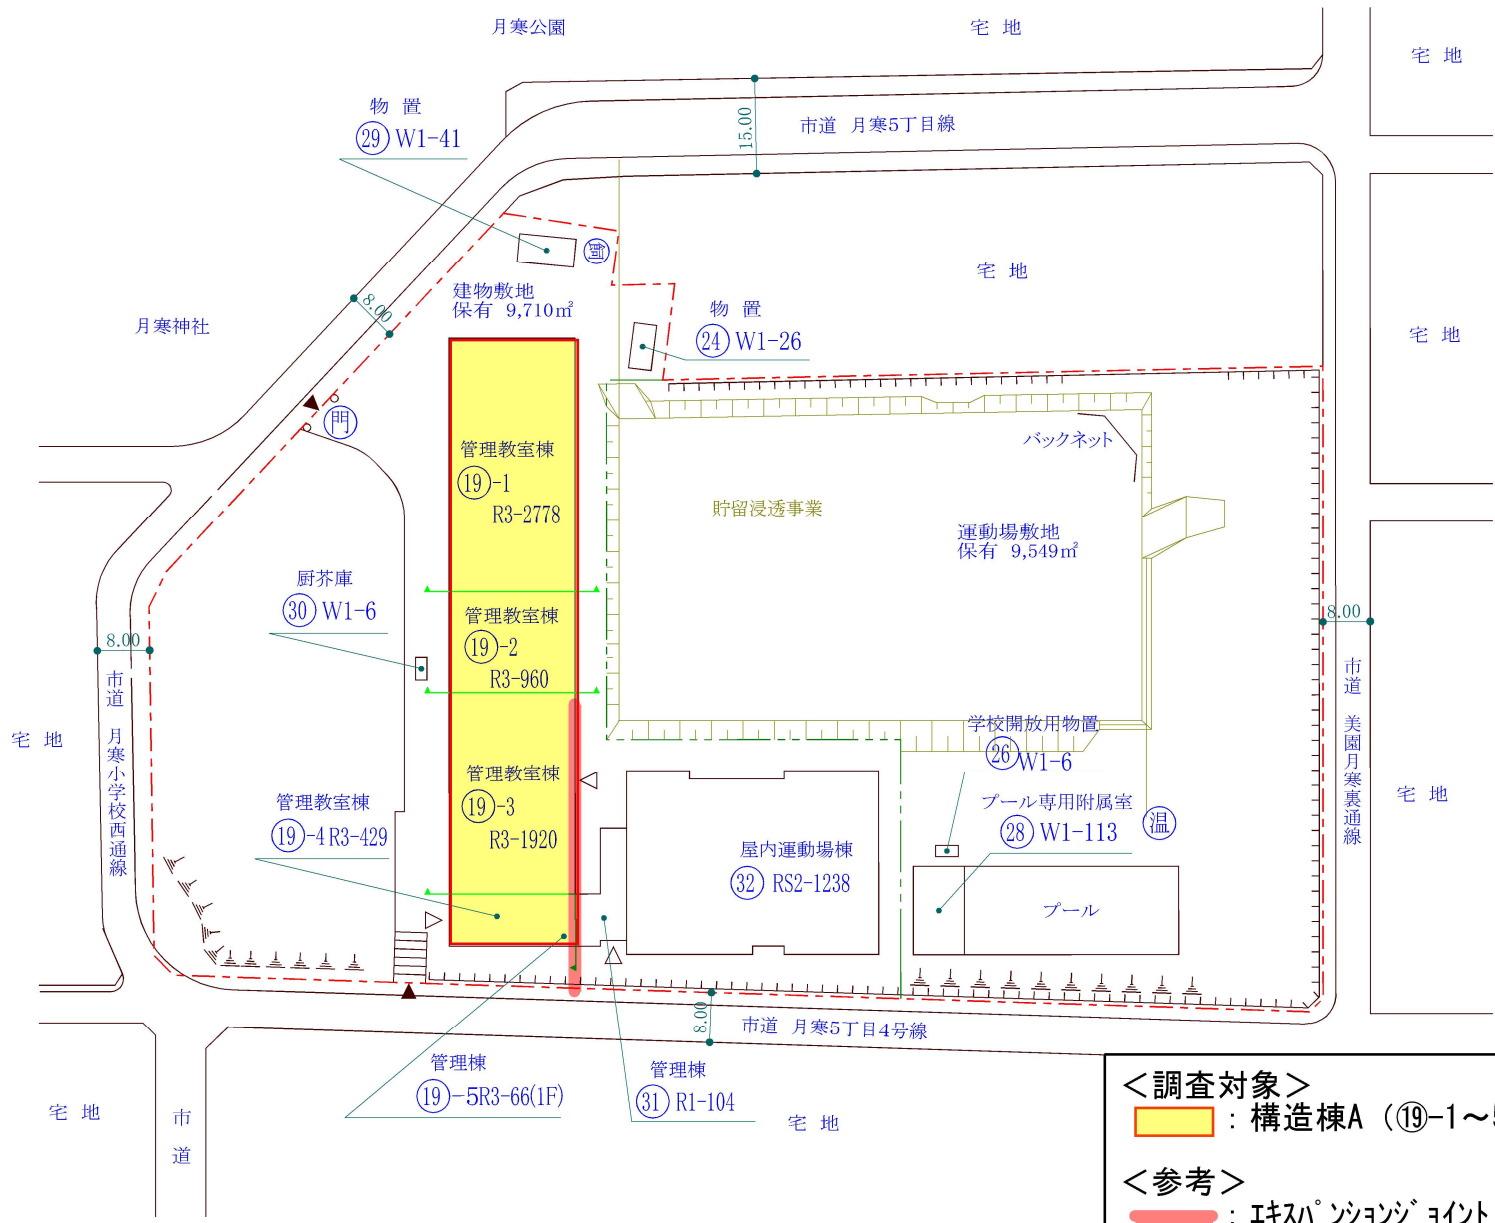 月寒公園
宅 地
宅 地
物 置
㉙ W1-41
15.00
市道 月寒5丁目線
飼
宅 地
建物敷地
保有 9,710㎡
8.00
月寒神社
物 置
㉔ W1-26
宅 地
門
バックネット
管理教室棟
⑲-1
R3-2778
貯留浸透事業
運動場敷地
保有 9,549㎡
厨芥庫
㉚ W1-6
管理教室棟
⑲-2
R3-960
8.00
8.00
市道 月寒小学校西通線
市道 美園月寒裏通線
宅 地
学校開放用物置
㉖ W1-6
管理教室棟
⑲-3
R3-1920
管理教室棟
⑲-4 R3-429
プール専用附属室
㉘ W1-113
温
宅 地
屋内運動場棟
㉜ RS2-1238
プール
8.00
市道 月寒5丁目4号線
管理棟
⑲-5R3-66(1F)
管理棟
㉛ R1-104
宅 地
市道
宅 地
＜調査対象＞
：構造棟A（⑲-1～5
＜参考＞
：エキスパンションジョイント